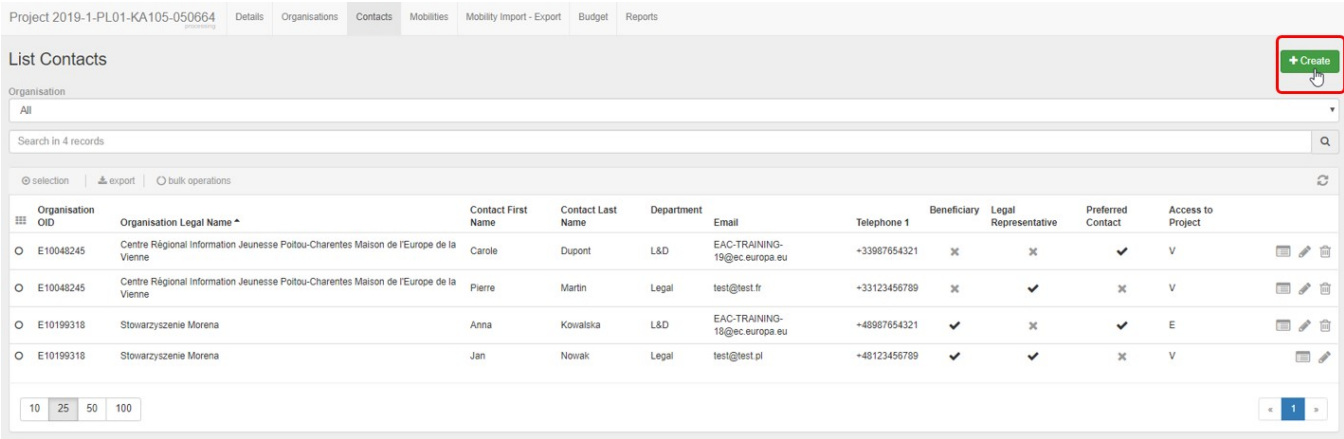 Project 2019-1-PL01-KA105-050664 Details Organisations Contacts Mobilities Mobility Import - Export Budget Reports
processing
List Contacts
+ Create
Organisation
All
Search in 4 records
selection export bulk operations
Organisation OID Organisation Legal Name Contact First Name Contact Last Name Department Email Telephone 1 Beneficiary Legal Representative Preferred Contact Access to Project
E10048245 Centre Régional Information Jeunesse Poitou-Charentes Maison de l'Europe de la Vienne Carole Dupont L&D EAC-TRAINING-19@ec.europa.eu +33987654321 V
E10048245 Centre Régional Information Jeunesse Poitou-Charentes Maison de l'Europe de la Vienne Pierre Martin Legal test@test.fr +33123456789 V
E10199318 Stowarzyszenie Morena Anna Kowalska L&D EAC-TRAINING-18@ec.europa.eu +48987654321 E
E10199318 Stowarzyszenie Morena Jan Nowak Legal test@test.pl +48123456789 V
10 25 50 100 « 1 »